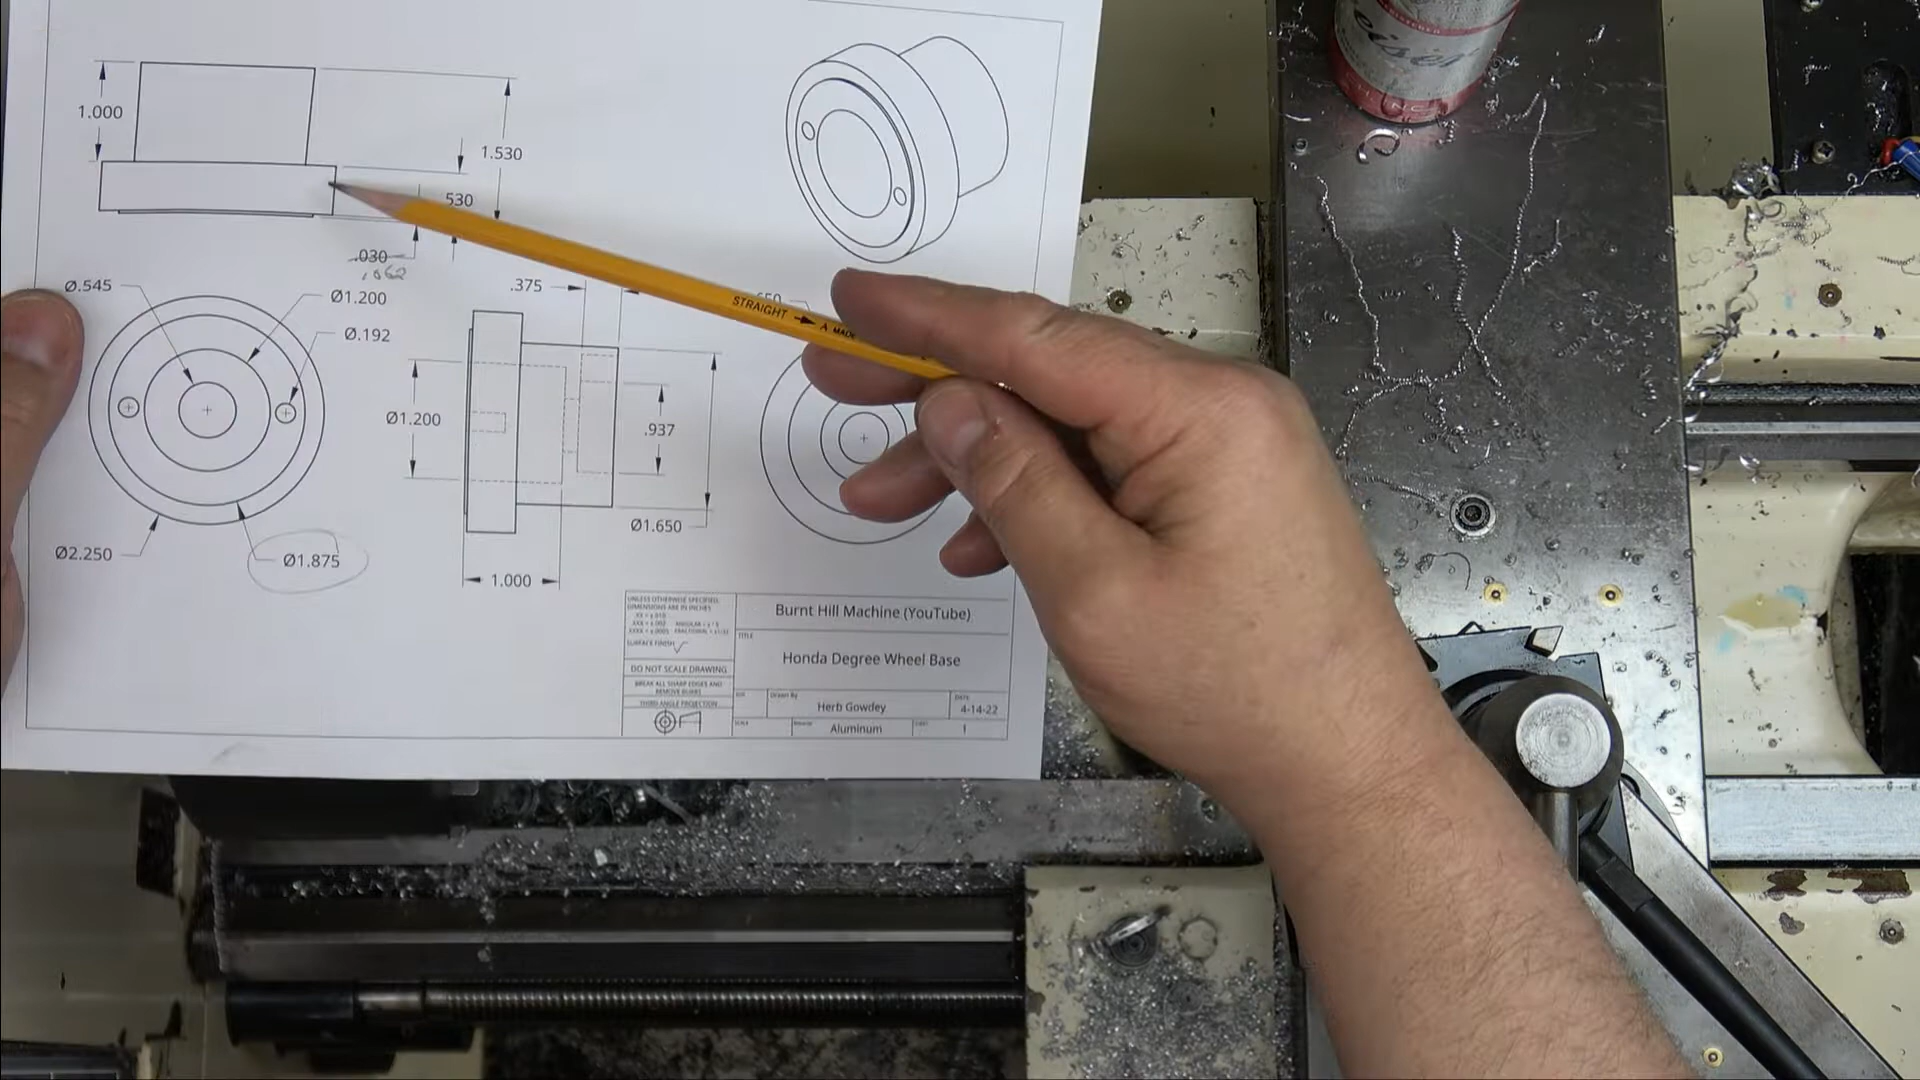 1.000
1.530
530
.030
.062
Ø.545
Ø1.200
Ø.192
.375
STRAIGHT → A MADE
Ø1.200
.937
Ø2.250
Ø1.875
Ø1.650
1.000
UNLESS OTHERWISE SPECIFIED,
DIMENSIONS ARE IN INCHES
SURFACE FINISH
DO NOT SCALE DRAWING
BREAK ALL SHARP EDGES AND
REMOVE BURRS
THIRD ANGLE PROJECTION
Burnt Hill Machine (YouTube)
TITLE
Honda Degree Wheel Base
Drawn By
Herb Gowdey
DATE
4-14-22
Aluminum
1